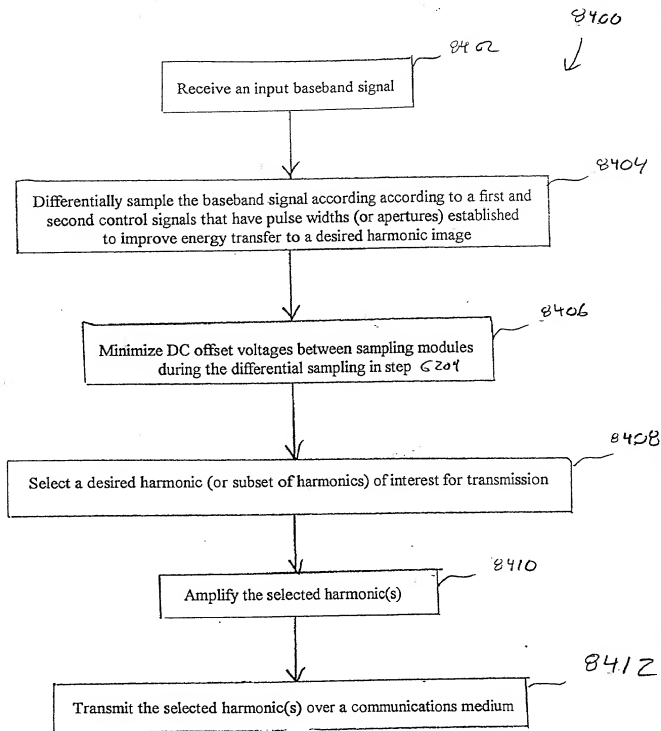 8400
8402
Receive an input baseband signal
8404
Differentially sample the baseband signal according according to a first and
second control signals that have pulse widths (or apertures) established
to improve energy transfer to a desired harmonic image
8406
Minimize DC offset voltages between sampling modules
during the differential sampling in step 6204
8408
Select a desired harmonic (or subset of harmonics) of interest for transmission
8410
Amplify the selected harmonic(s)
8412
Transmit the selected harmonic(s) over a communications medium